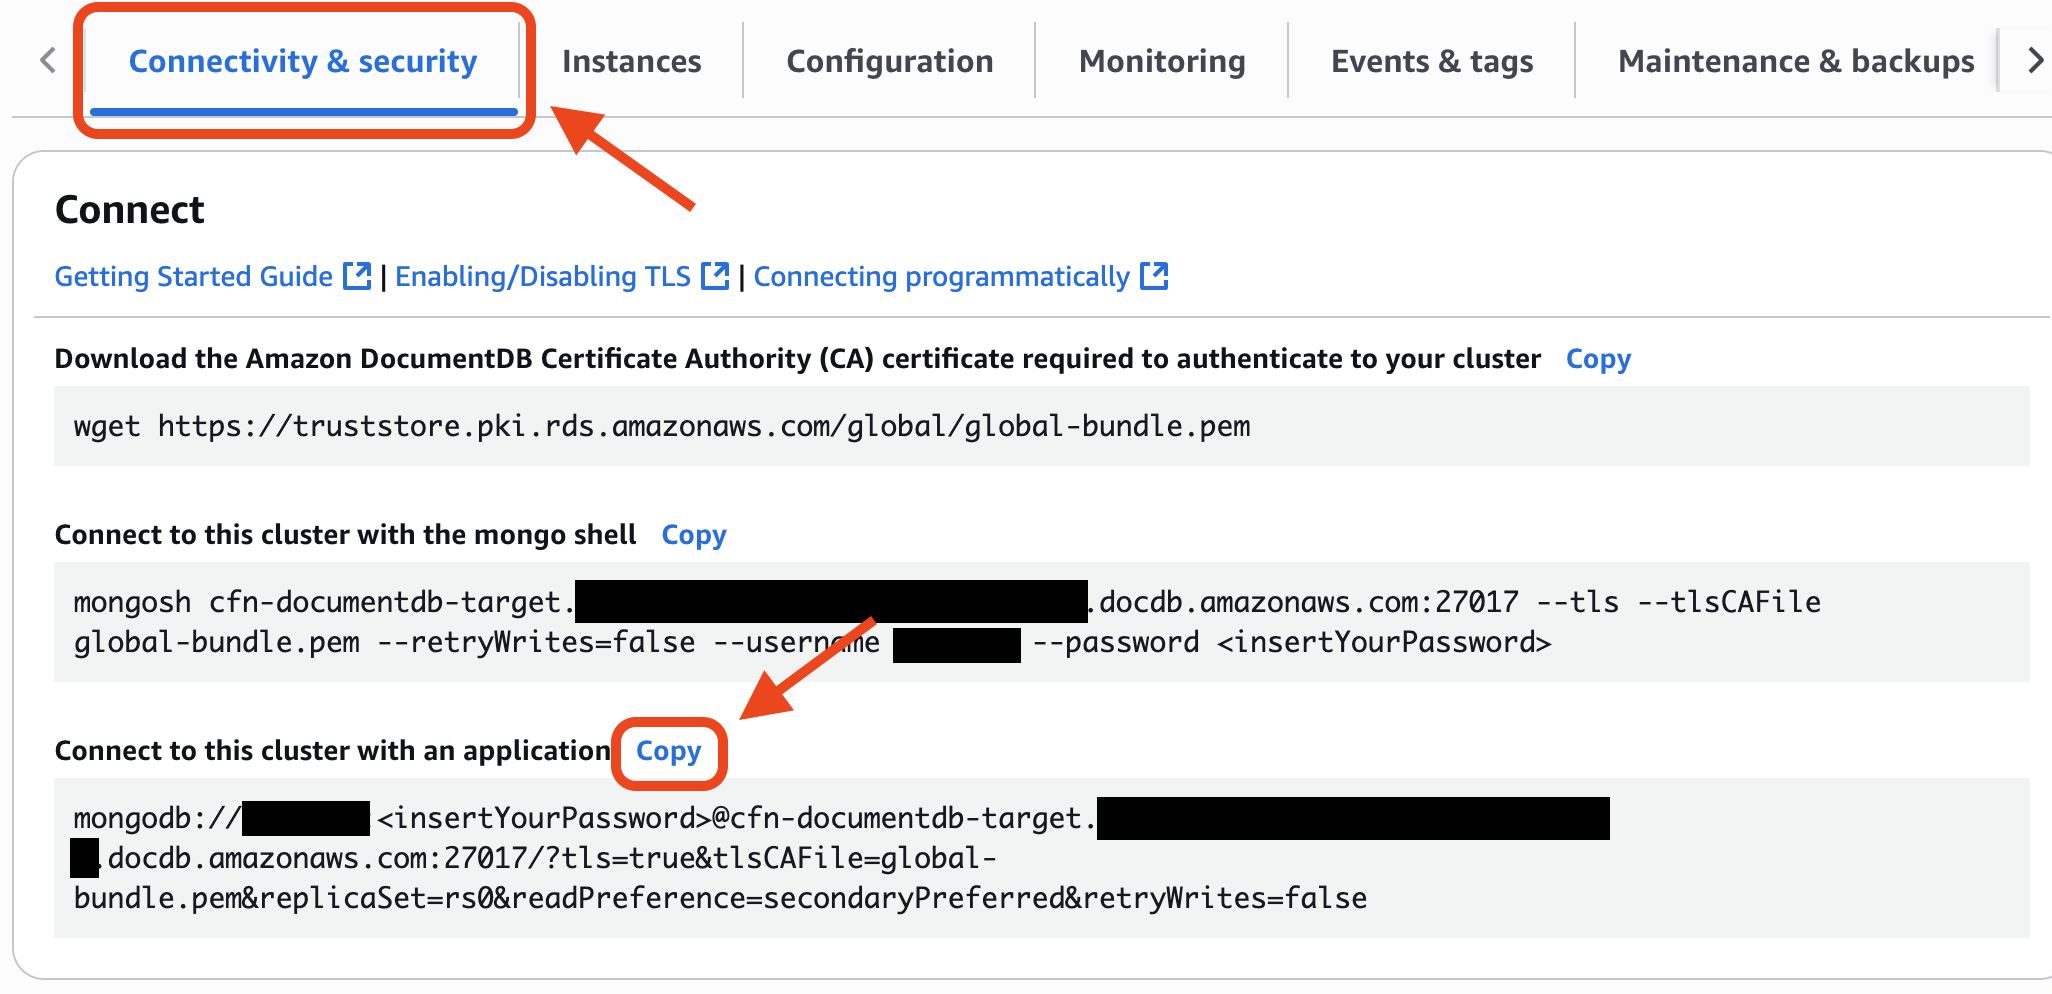 Connectivity & security Instances Configuration Monitoring Events & tags Maintenance & backups
Connect
Getting Started Guide | Enabling/Disabling TLS | Connecting programmatically
Download the Amazon DocumentDB Certificate Authority (CA) certificate required to authenticate to your cluster Copy
wget https://truststore.pki.rds.amazonaws.com/global/global-bundle.pem
Connect to this cluster with the mongo shell Copy
mongosh cfn-documentdb-target. .docdb.amazonaws.com:27017 --tls --tlsCAFile
global-bundle.pem --retryWrites=false --username --password <insertYourPassword>
Connect to this cluster with an application Copy
mongodb:// :<insertYourPassword>@cfn-documentdb-target.
.docdb.amazonaws.com:27017/?tls=true&tlsCAFile=global-
bundle.pem&replicaSet=rs0&readPreference=secondaryPreferred&retryWrites=false